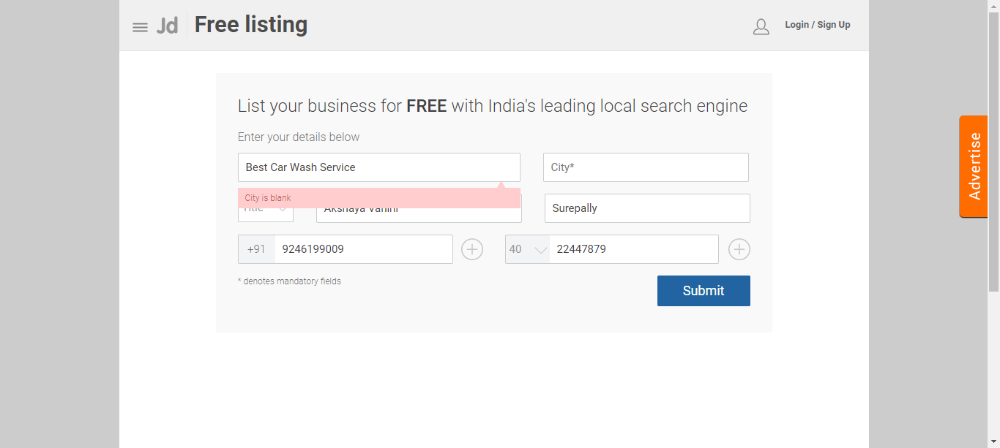 Jd Free listing
Login / Sign Up
List your business for FREE with India's leading local search engine
Enter your details below
Best Car Wash Service
City*
City is blank
Title
Akshaya Vahini
Surepally
+91 9246199009
40 22447879
* denotes mandatory fields
Submit
Advertise